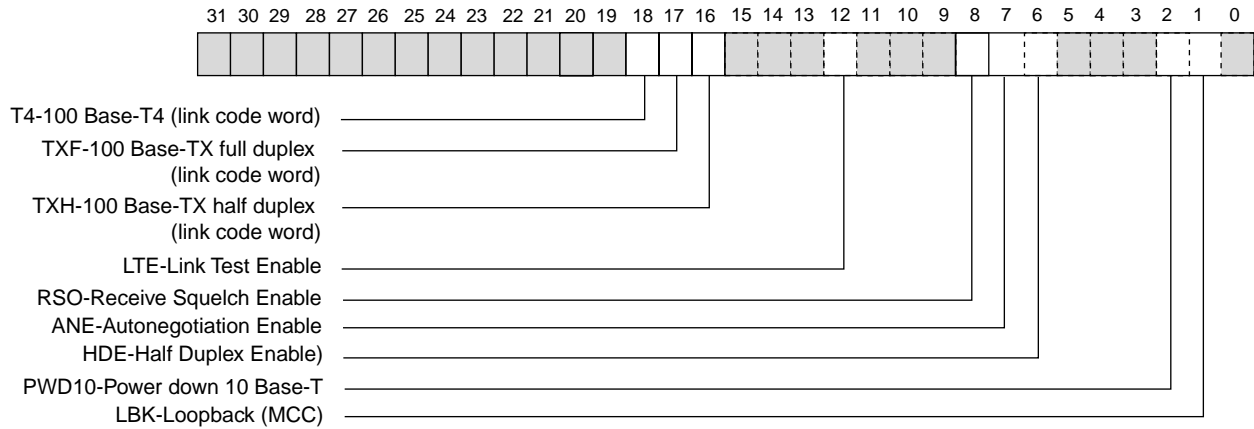 31 30 29 28 27 26 25 24 23 22 21 20 19 18 17 16 15 14 13 12 11 10 9 8 7 6 5 4 3 2 1 0
T4-100 Base-T4 (link code word)
TXF-100 Base-TX full duplex
(link code word)
TXH-100 Base-TX half duplex
(link code word)
LTE-Link Test Enable
RSO-Receive Squelch Enable
ANE-Autonegotiation Enable
HDE-Half Duplex Enable)
PWD10-Power down 10 Base-T
LBK-Loopback (MCC)